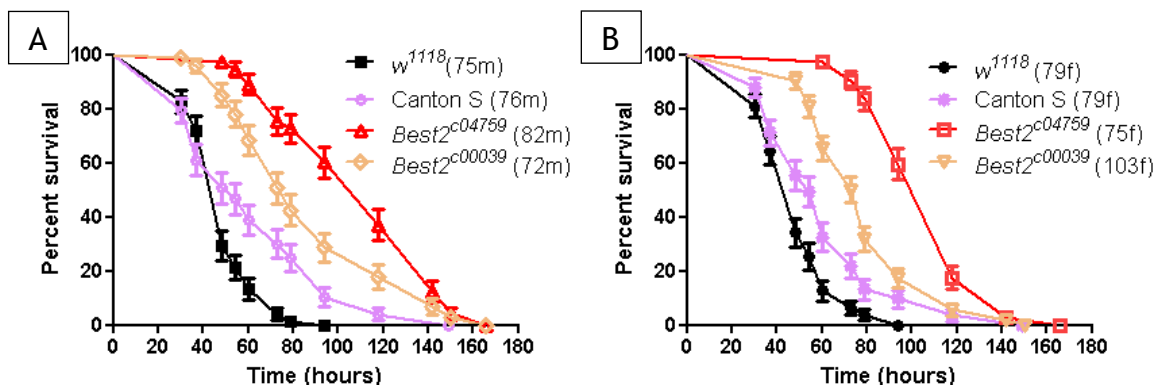 A
100
80
60
40
20
0
Percent survival
0 20 40 60 80 100 120 140 160 180
Time (hours)
w1118 (75m)
Canton S (76m)
Best2c04759 (82m)
Best2c00039 (72m)
B
100
80
60
40
20
0
Percent survival
0 20 40 60 80 100 120 140 160 180
Time (hours)
w1118 (79f)
Canton S (79f)
Best2c04759 (75f)
Best2c00039 (103f)